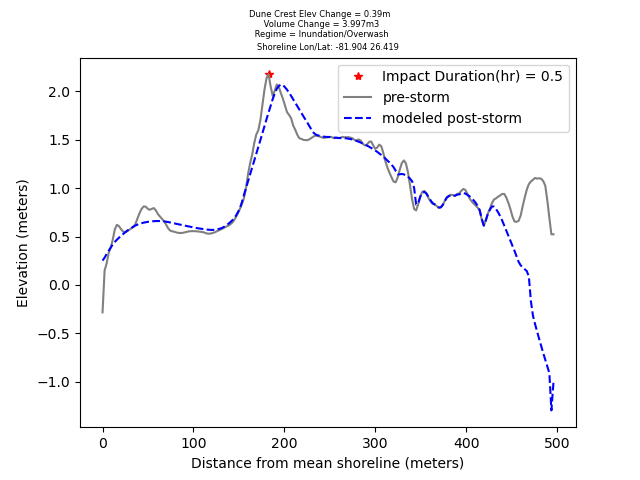 Dune Crest Elev Change = 0.39m
Volume Change = 3.997m3
Regime = Inundation/Overwash
Shoreline Lon/Lat: -81.904 26.419
Impact Duration(hr) = 0.5
pre-storm
modeled post-storm
Elevation (meters)
2.0
1.5
1.0
0.5
0.0
−0.5
−1.0
0 100 200 300 400 500
Distance from mean shoreline (meters)